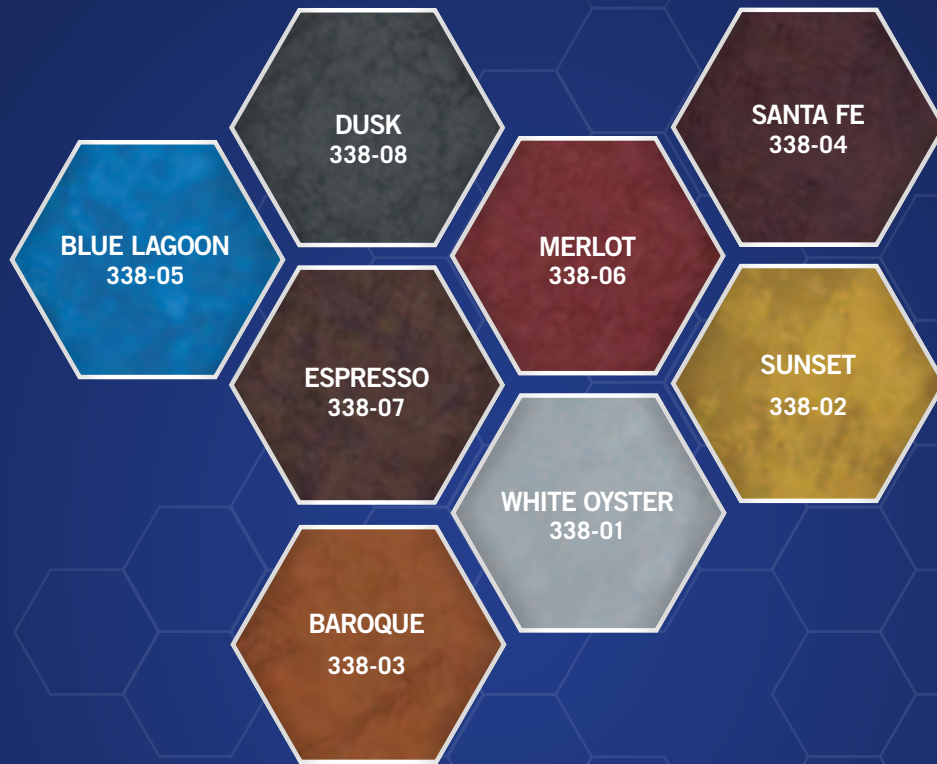 DUSK
338-08
SANTA FE
338-04
BLUE LAGOON
338-05
MERLOT
338-06
ESPRESSO
338-07
SUNSET
338-02
WHITE OYSTER
338-01
BAROQUE
338-03